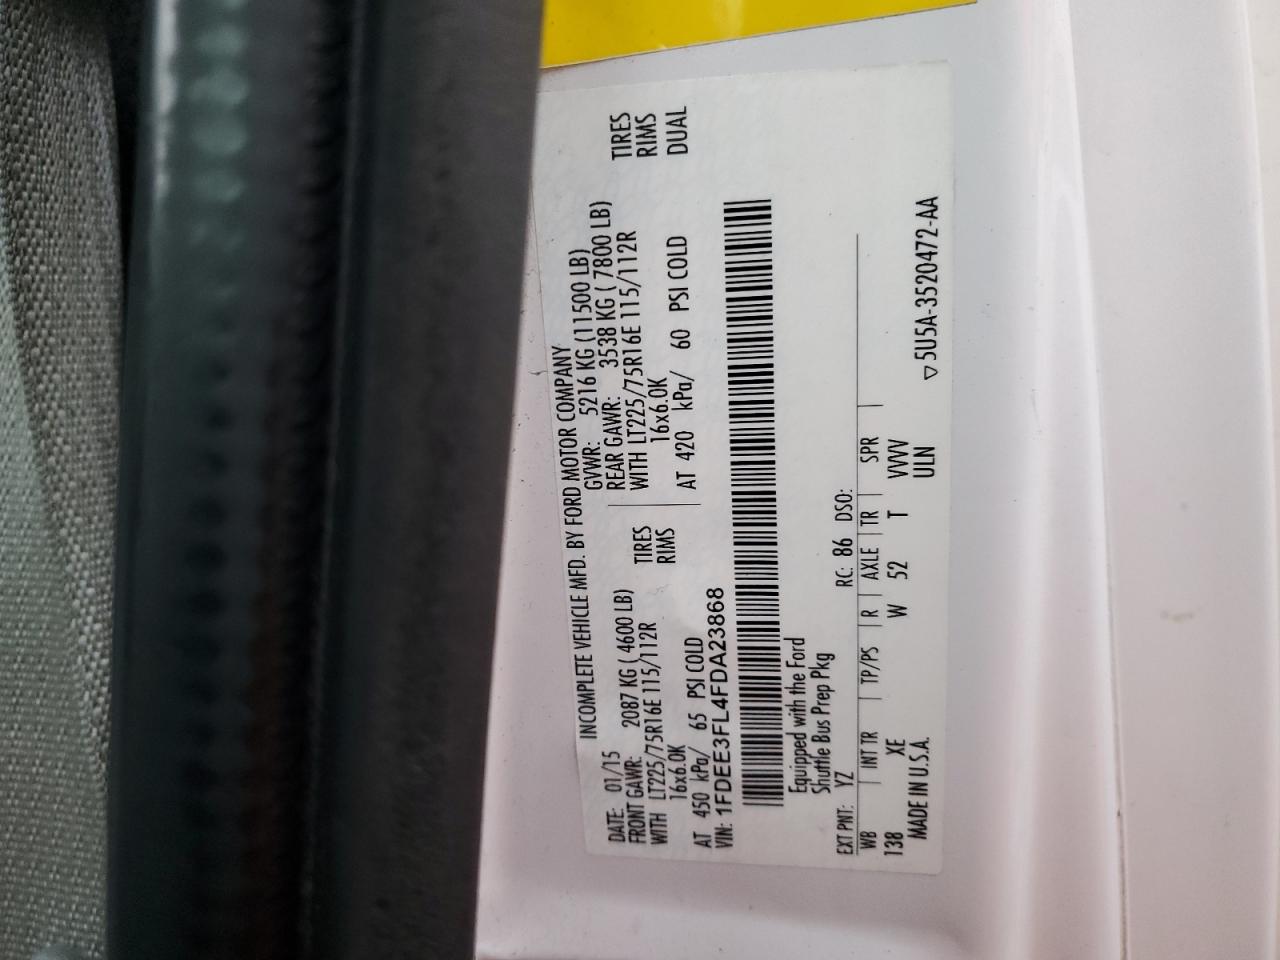 INCOMPLETE VEHICLE MFD. BY FORD MOTOR COMPANY
DATE: 01/15 GVWR: 5216 KG (11500 LB)
FRONT GAWR: 2087 KG ( 4600 LB) REAR GAWR: 3538 KG ( 7800 LB)
WITH LT225/75R16E 115/112R TIRES WITH LT225/75R16E 115/112R TIRES
16x6.0K RIMS 16x6.0K RIMS
AT 450 kPa/ 65 PSI COLD AT 420 kPa/ 60 PSI COLD DUAL
VIN: 1FDEE3FL4FDA23868
Equipped with the Ford
Shuttle Bus Prep Pkg
EXT PNT: YZ RC: 86 DSO:
WB INT TR TP/PS R AXLE TR SPR
138 XE W 52 T VVVV
MADE IN U.S.A. ULN
▽5U5A-3520472-AA